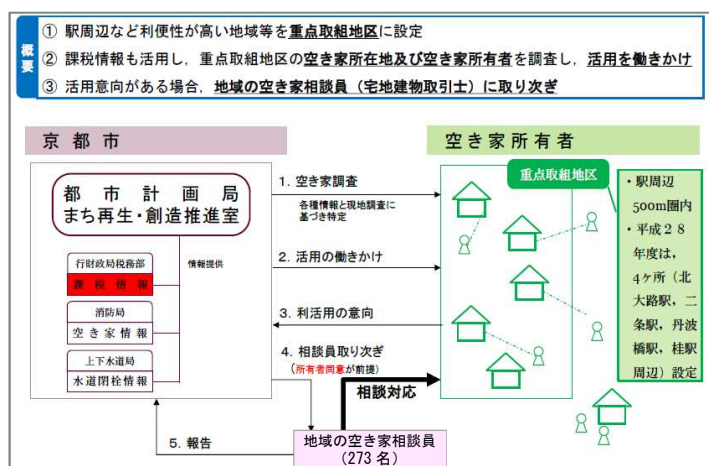 概要
① 駅周辺など利便性が高い地域等を重点取組地区に設定
② 課税情報も活用し，重点取組地区の空き家所在地及び空き家所有者を調査し，活用を働きかけ
③ 活用意向がある場合，地域の空き家相談員（宅地建物取引士）に取り次ぎ
京都市
空き家所有者
都市計画局
まち再生・創造推進室
行財政局税務部
課税情報
消防局
空き家情報
上下水道局
水道閉栓情報
情報提供
1. 空き家調査
各種情報と現地調査に
基づき特定
2. 活用の働きかけ
3. 利活用の意向
4. 相談員取り次ぎ
（所有者同意が前提）
相談対応
5. 報告
地域の空き家相談員
（273名）
重点取組地区
・駅周辺
500m圏内
・平成２８
年度は，
4ケ所（北
大路駅，二
条駅，丹波
橋駅，桂駅
周辺）設定